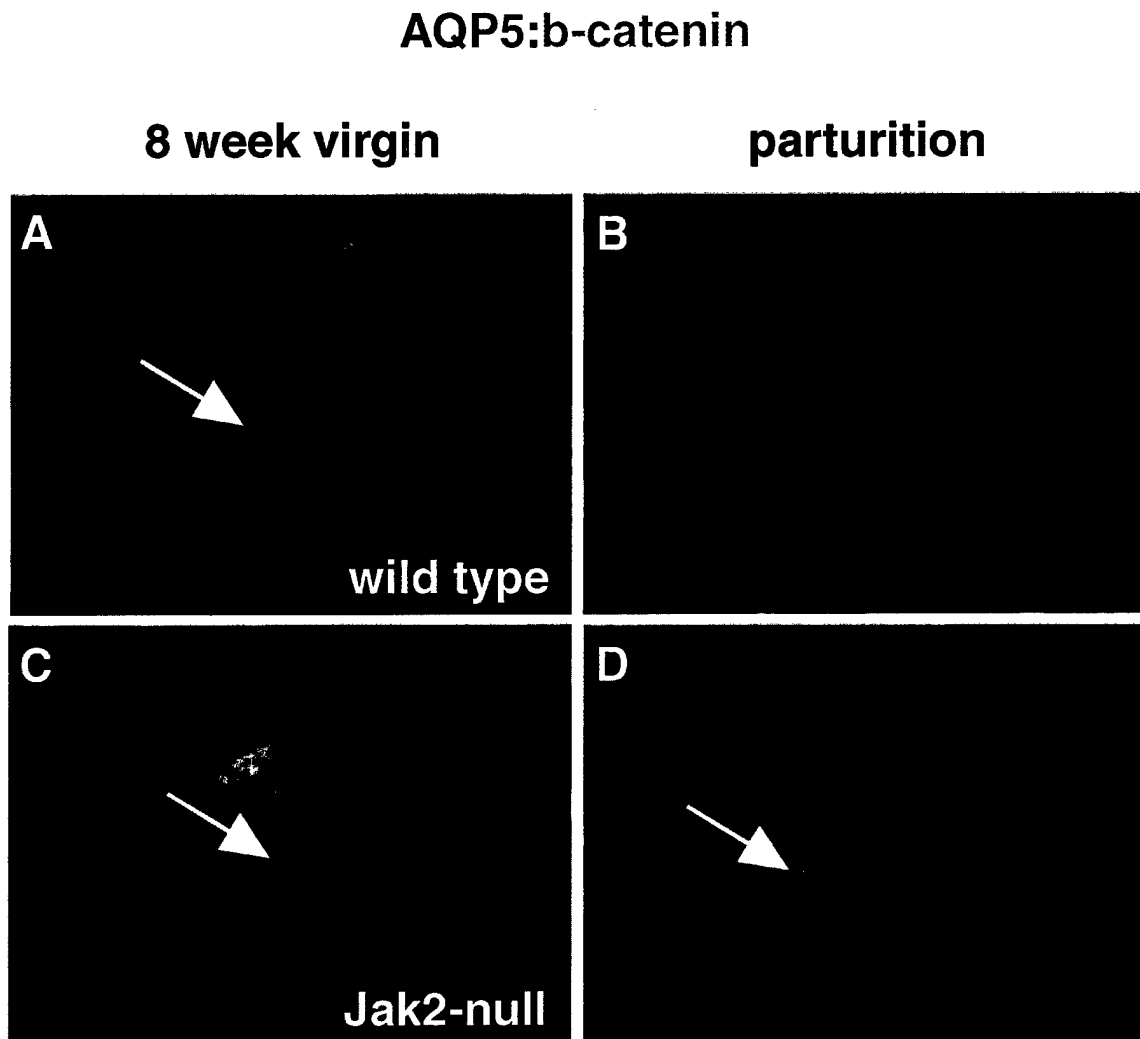 AQP5:b-catenin
8 week virgin
parturition
A
B
wild type
C
D
Jak2-null